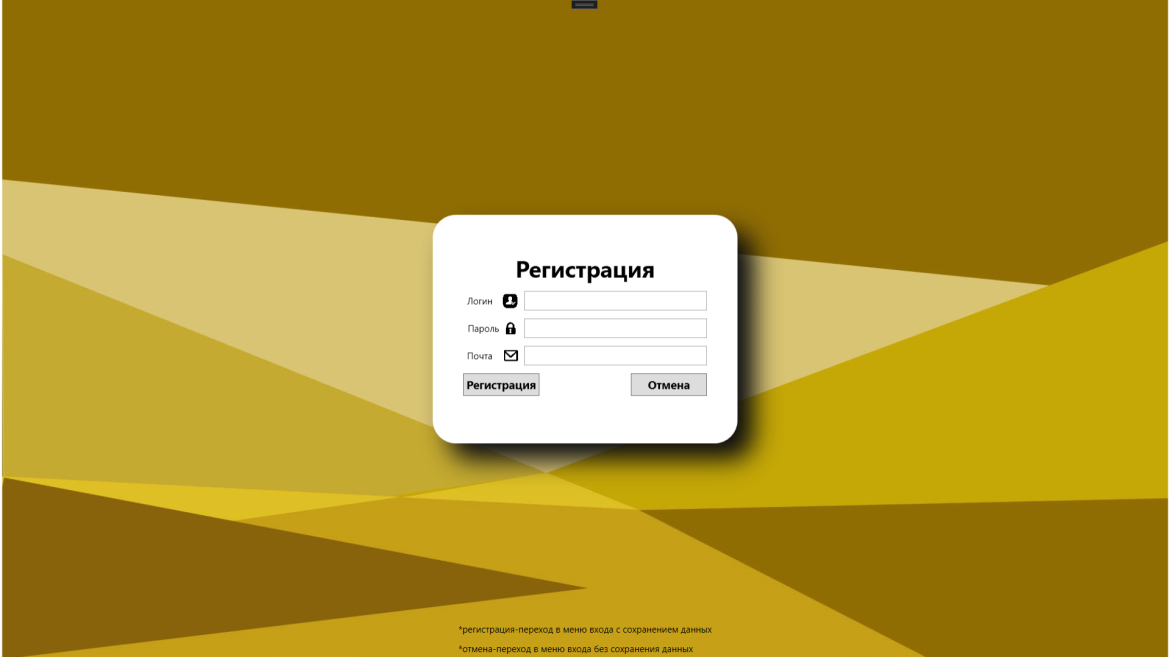 Регистрация
Логин
Пароль
Почта
Регистрация Отмена
*регистрация-переход в меню входа с сохранением данных
*отмена-переход в меню входа без сохранения данных